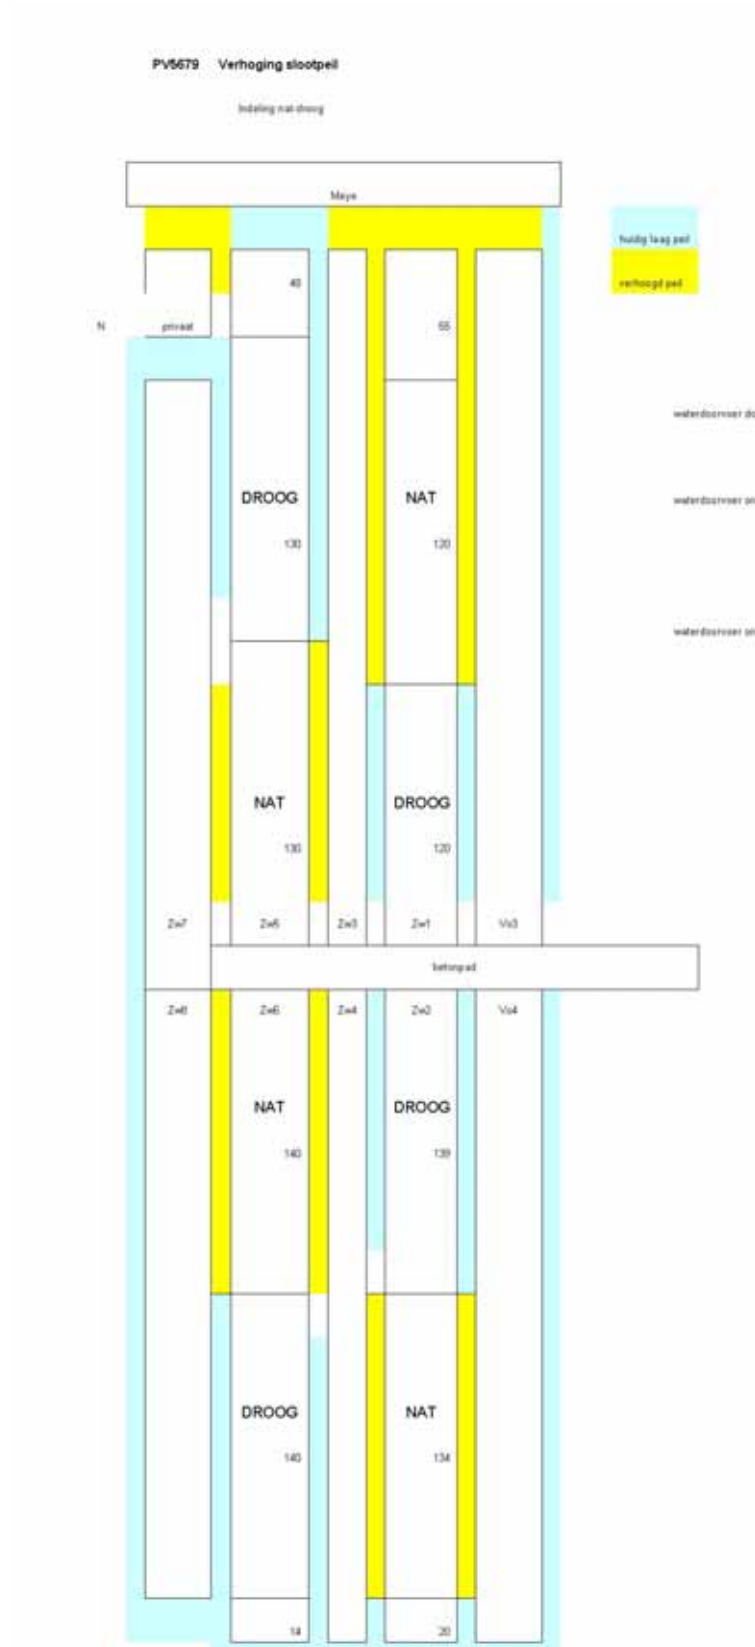 PV5679 Verhoging slootpeil
Indeling nat-droog
Meye
huidig laag peil
40
verhoogd peil
N privaat 55
DROOG NAT
130 120
NAT DROOG
130 120
Zw7 Zw5 Zw3 Zw1 Vo3
betonpad
Zw8 Zw6 Zw4 Zw2 Vo4
NAT DROOG
140 139
DROOG NAT
140 134
14 20